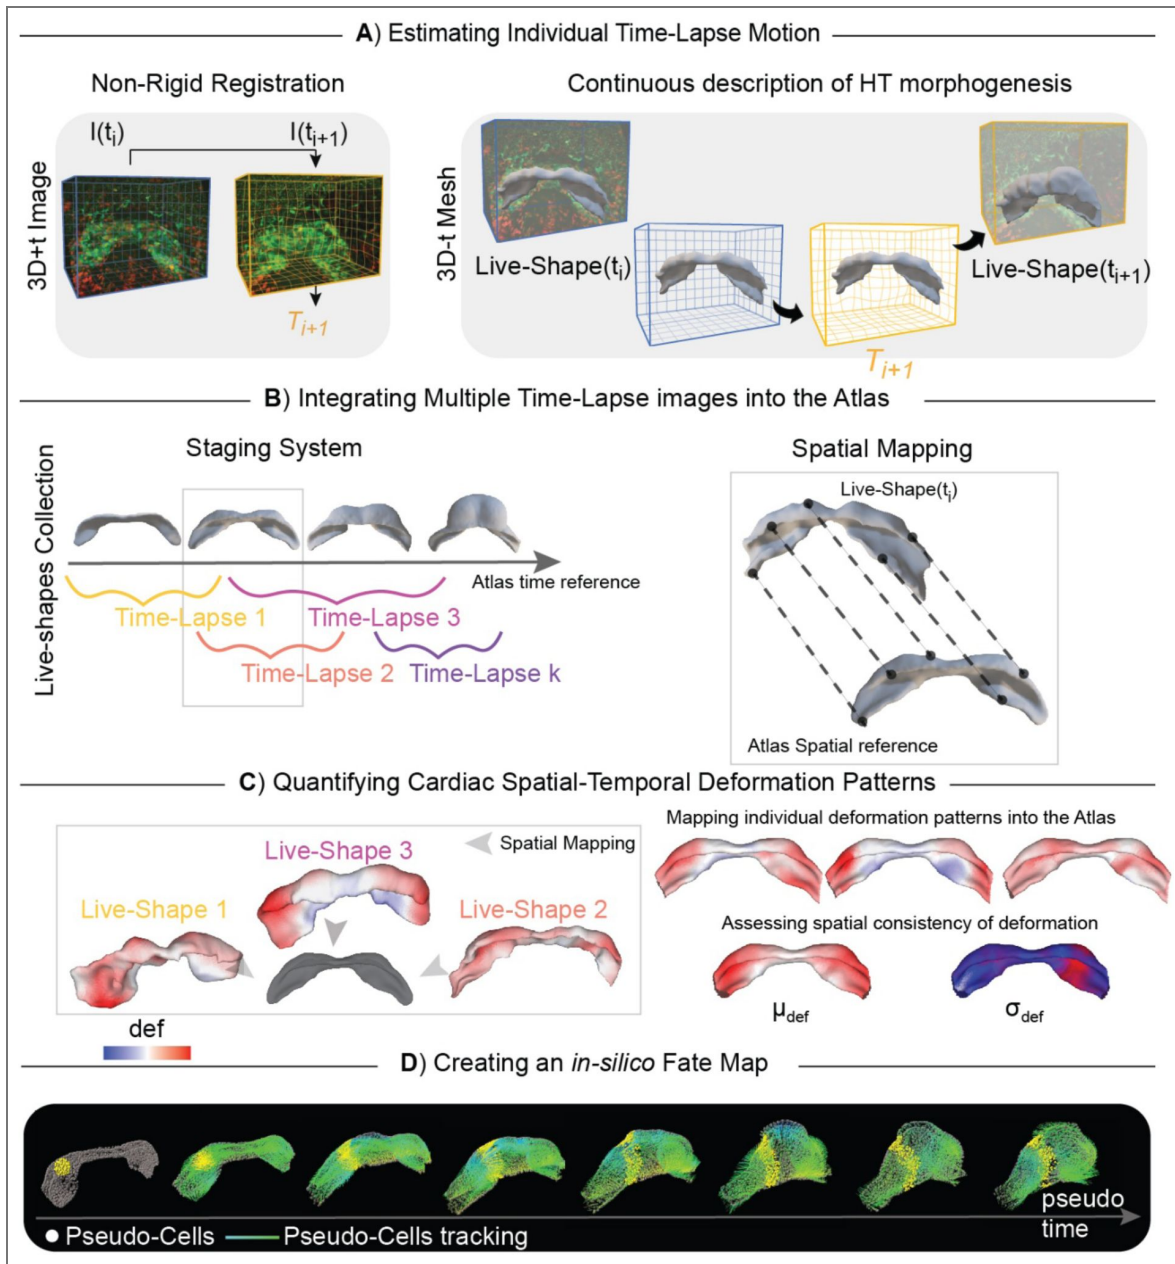 A) Estimating Individual Time-Lapse Motion
Non-Rigid Registration
I(ti)
I(ti+1)
3D+t Image
Ti+1
Continuous description of HT morphogenesis
3D-t Mesh
Live-Shape(ti)
Live-Shape(ti+1)
Ti+1
B) Integrating Multiple Time-Lapse images into the Atlas
Staging System
Live-shapes Collection
Atlas time reference
Time-Lapse 1
Time-Lapse 3
Time-Lapse 2
Time-Lapse k
Spatial Mapping
Live-Shape(ti)
Atlas Spatial reference
C) Quantifying Cardiac Spatial-Temporal Deformation Patterns
Live-Shape 3
Spatial Mapping
Live-Shape 1
Live-Shape 2
def
Mapping individual deformation patterns into the Atlas
Assessing spatial consistency of deformation
μdef
σdef
D) Creating an in-silico Fate Map
pseudo
time
Pseudo-Cells
Pseudo-Cells tracking